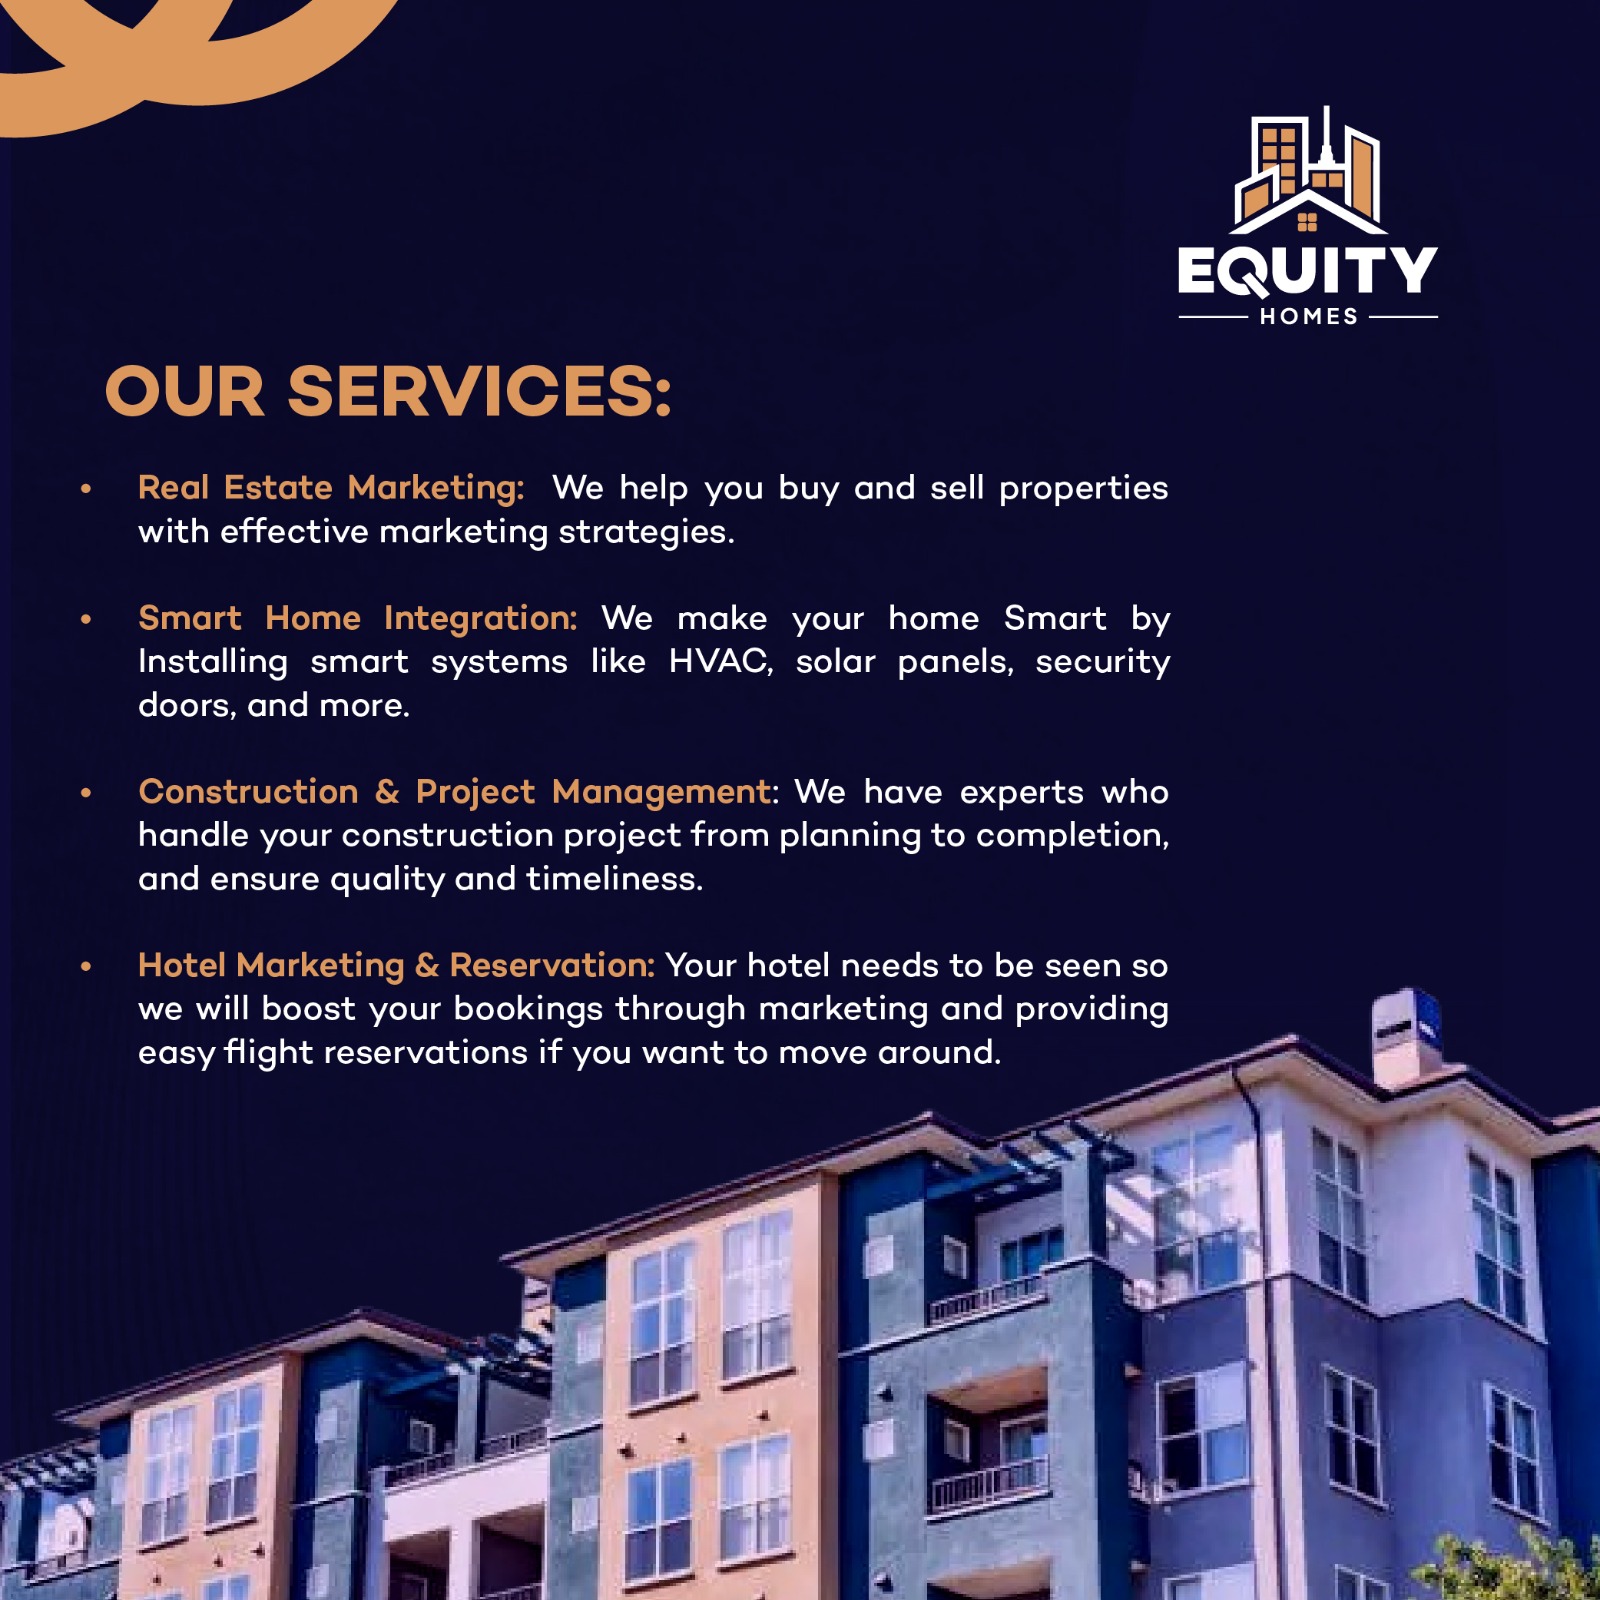 EQUITY
HOMES
OUR SERVICES:
• Real Estate Marketing: We help you buy and sell properties
with effective marketing strategies.
• Smart Home Integration: We make your home Smart by
Installing smart systems like HVAC, solar panels, security
doors, and more.
• Construction & Project Management: We have experts who
handle your construction project from planning to completion,
and ensure quality and timeliness.
• Hotel Marketing & Reservation: Your hotel needs to be seen so
we will boost your bookings through marketing and providing
easy flight reservations if you want to move around.